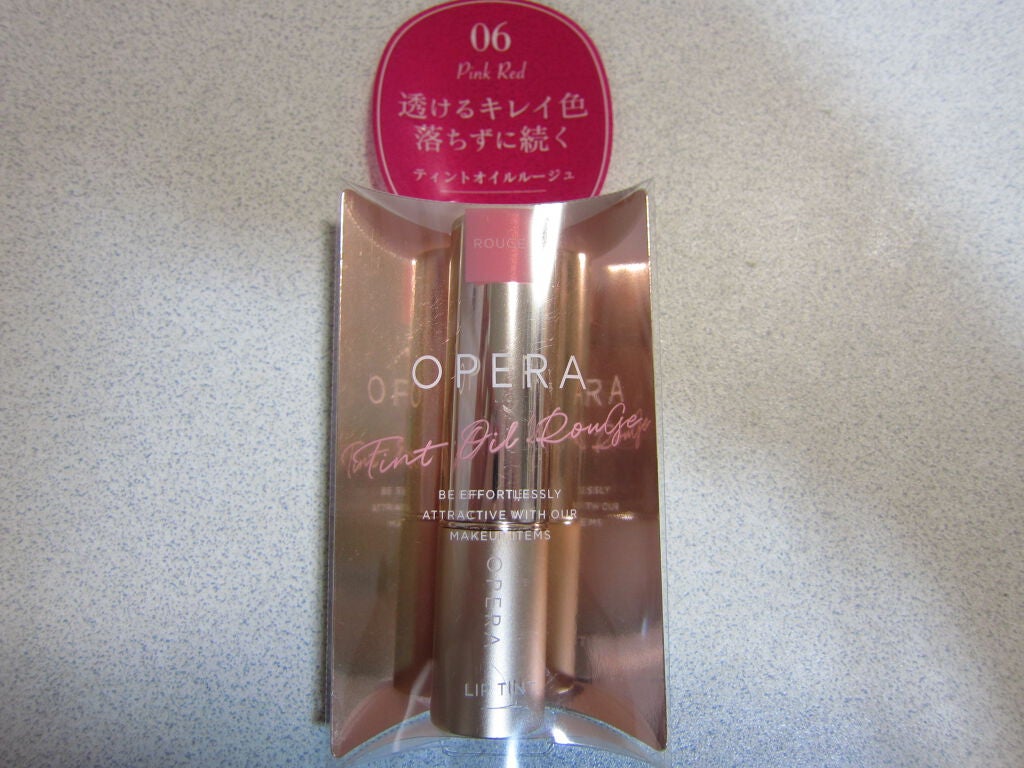 06
Pink Red
透けるキレイ色
落ちずに続く
ティントオイルルージュ
ROUGE
OPERA
Tint Oil Rouge
BE EFFORTLESSLY
ATTRACTIVE WITH OUR
MAKEUP ITEMS
OPERA
LIP TINT